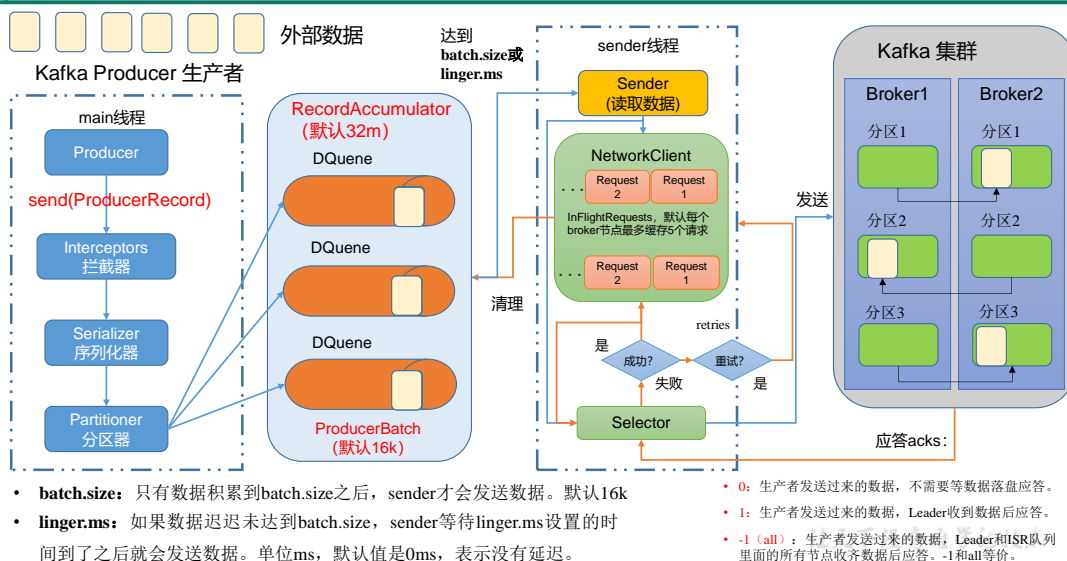 外部数据
Kafka Producer 生产者
main线程
Producer
send(ProducerRecord)
Interceptors
拦截器
Serializer
序列化器
Partitioner
分区器
RecordAccumulator
(默认32m)
DQuene
DQuene
DQuene
ProducerBatch
(默认16k)
达到
batch.size或
linger.ms
清理
sender线程
Sender
(读取数据)
NetworkClient
...
Request
2
Request
1
InFlightRequests，默认每个
broker节点最多缓存5个请求
...
Request
2
Request
1
retries
是
成功?
重试?
失败
是
Selector
发送
Kafka 集群
Broker1
Broker2
分区1
分区1
分区2
分区2
分区3
分区3
应答acks：
• batch.size：只有数据积累到batch.size之后，sender才会发送数据。默认16k
• linger.ms：如果数据迟迟未达到batch.size，sender等待linger.ms设置的时
间到了之后就会发送数据。单位ms，默认值是0ms，表示没有延迟。
• 0：生产者发送过来的数据，不需要等数据落盘应答。
• 1：生产者发送过来的数据，Leader收到数据后应答。
• -1（all）：生产者发送过来的数据，Leader和ISR队列
里面的所有节点收齐数据后应答。-1和all等价。